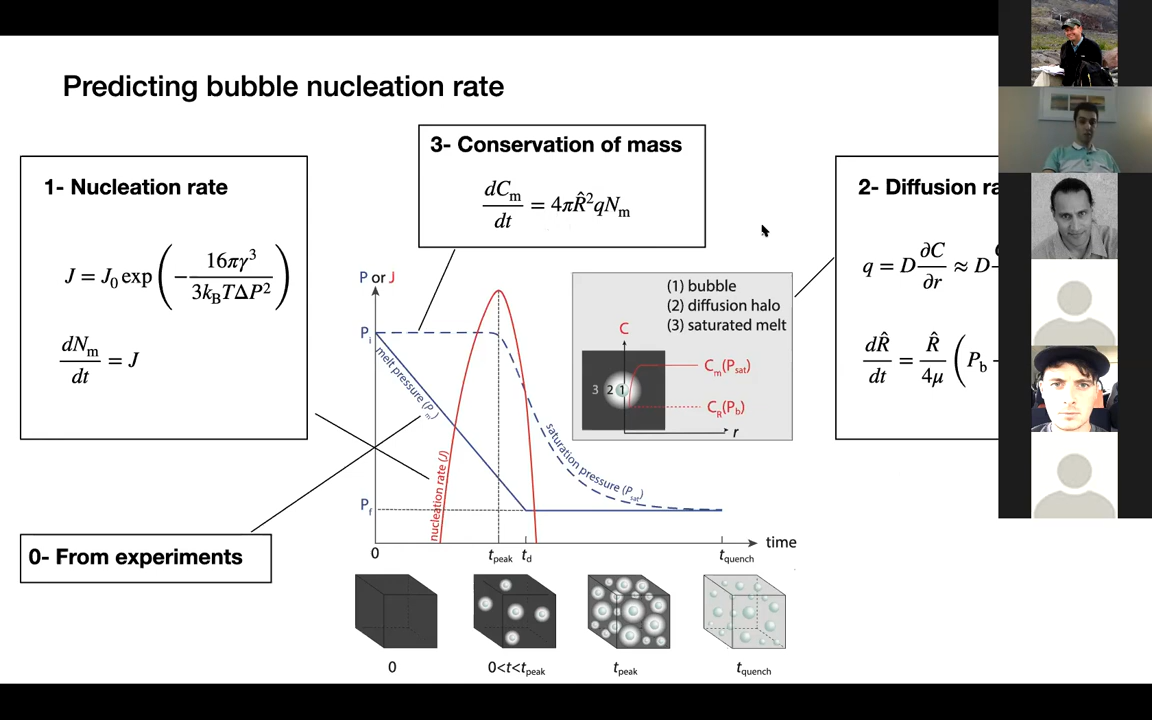 Predicting bubble nucleation rate
3- Conservation of mass
dC_m/dt = 4πR̂²qN_m
1- Nucleation rate
J = J₀ exp(−16πγ³/3k_BTΔP²)
dN_m/dt = J
2- Diffusion ra
q = D ∂C/∂r ≈ D
dR̂/dt = R̂/4μ (P_b −
0- From experiments
P or J
P_i
melt pressure (P_m)
nucleation rate (J)
saturation pressure (P_sat)
P_f
0
t_peak
t_d
t_quench
time
(1) bubble
(2) diffusion halo
(3) saturated melt
C
3 2 1
C_m(P_sat)
C_R(P_b)
r
0
0<t<t_peak
t_peak
t_quench